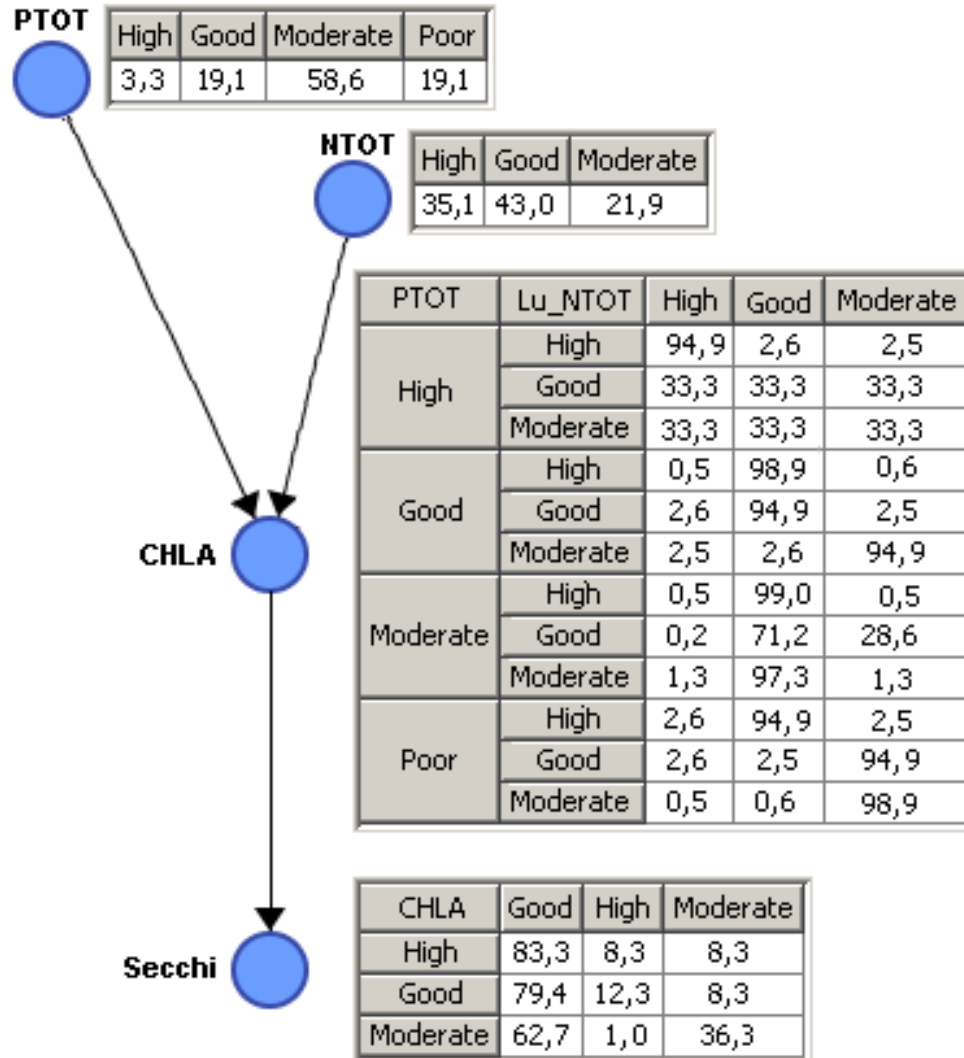 PTOT
High Good Moderate Poor
3,3 19,1 58,6 19,1
NTOT
High Good Moderate
35,1 43,0 21,9
PTOT Lu_NTOT High Good Moderate
High High 94,9 2,6 2,5
Good 33,3 33,3 33,3
Moderate 33,3 33,3 33,3
Good High 0,5 98,9 0,6
Good 2,6 94,9 2,5
Moderate 2,5 2,6 94,9
Moderate High 0,5 99,0 0,5
Good 0,2 71,2 28,6
Moderate 1,3 97,3 1,3
Poor High 2,6 94,9 2,5
Good 2,6 2,5 94,9
Moderate 0,5 0,6 98,9
CHLA
CHLA Good High Moderate
High 83,3 8,3 8,3
Good 79,4 12,3 8,3
Moderate 62,7 1,0 36,3
Secchi